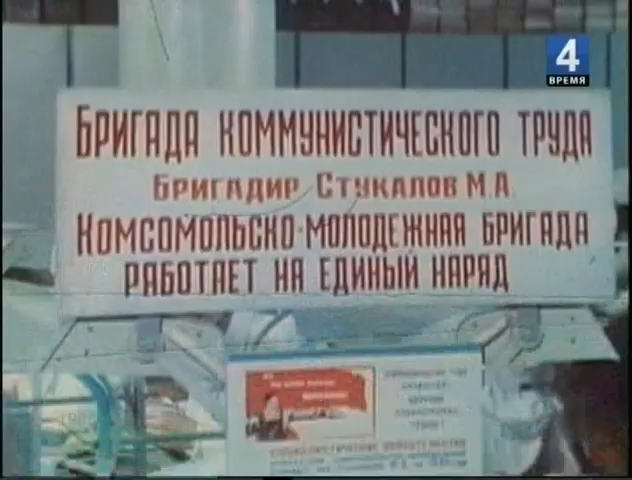 4
ВРЕМЯ
БРИГАДА КОММУНИСТИЧЕСКОГО ТРУДА
БРИГАДИР СТУКАЛОВ М.А.
КОМСОМОЛЬСКО-МОЛОДЕЖНАЯ БРИГАДА
РАБОТАЕТ НА ЕДИНЫЙ НАРЯД